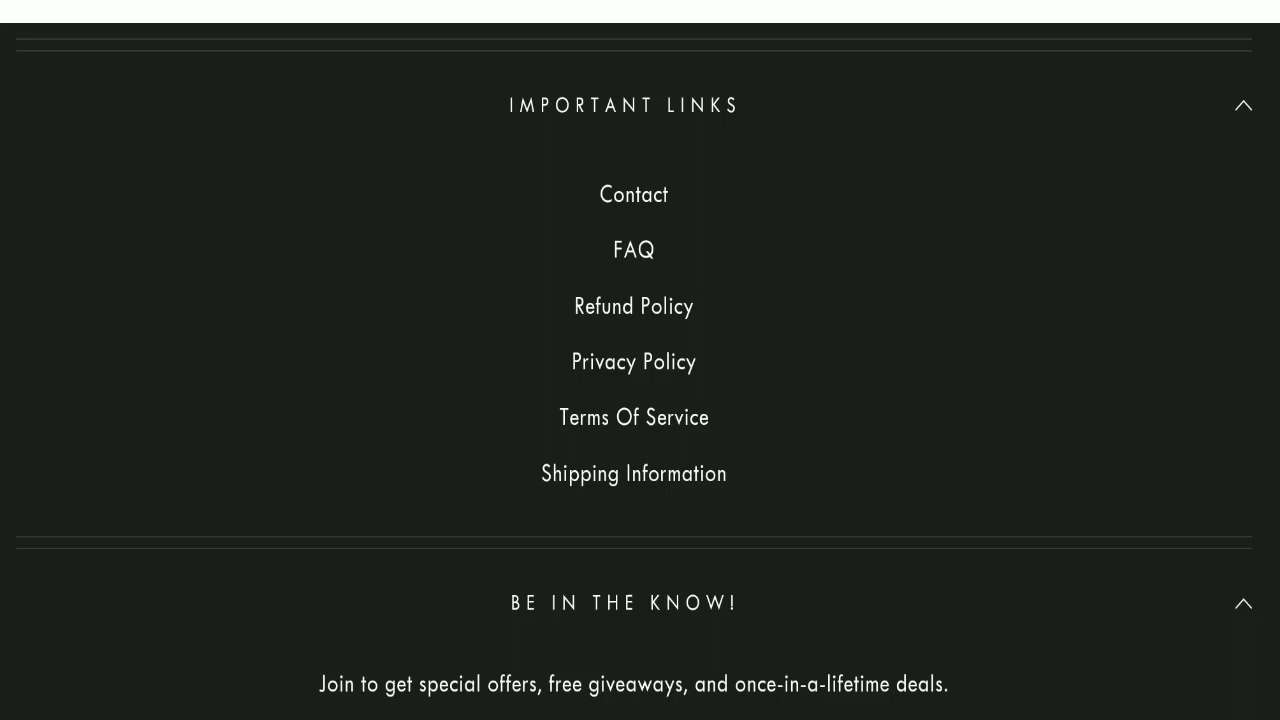 IMPORTANT LINKS
Contact
FAQ
Refund Policy
Privacy Policy
Terms Of Service
Shipping Information
BE IN THE KNOW!
Join to get special offers, free giveaways, and once-in-a-lifetime deals.